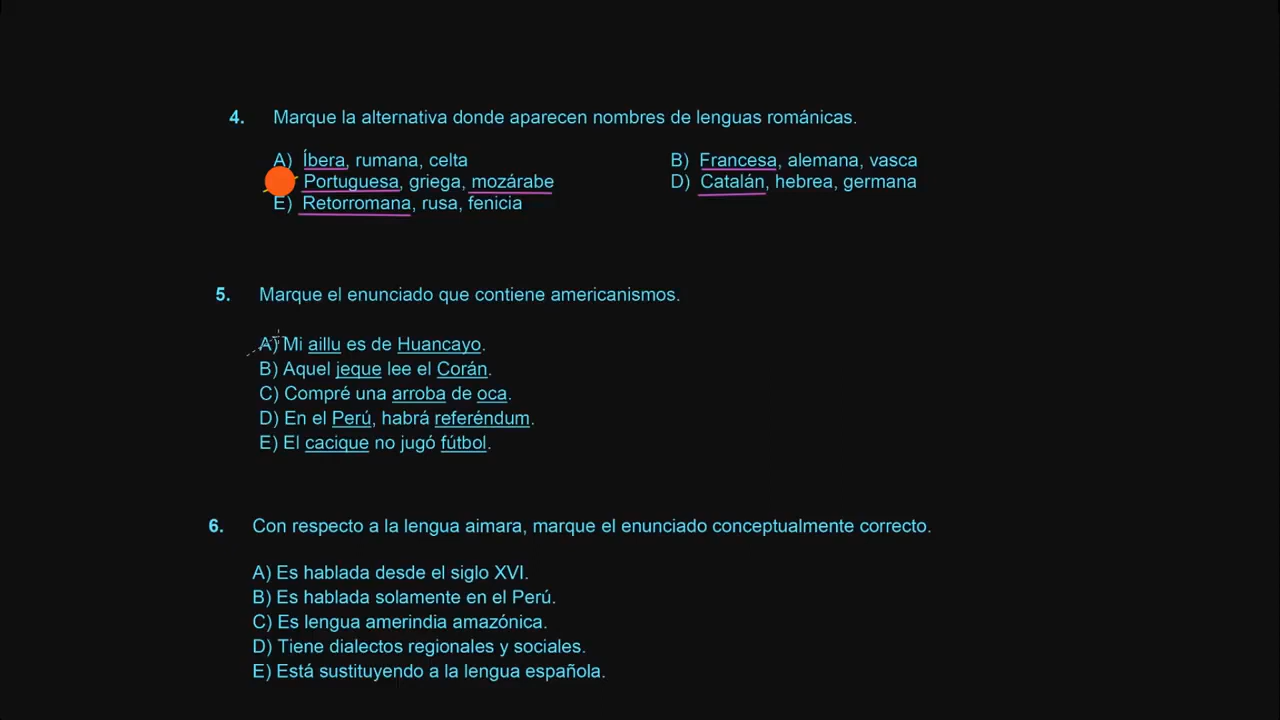 4. Marque la alternativa donde aparecen nombres de lenguas románicas.
A) Íbera, rumana, celta B) Francesa, alemana, vasca
Portuguesa, griega, mozárabe D) Catalán, hebrea, germana
E) Retorromana, rusa, fenicia
5. Marque el enunciado que contiene americanismos.
A) Mi aillu es de Huancayo.
B) Aquel jeque lee el Corán.
C) Compré una arroba de oca.
D) En el Perú, habrá referéndum.
E) El cacique no jugó fútbol.
6. Con respecto a la lengua aimara, marque el enunciado conceptualmente correcto.
A) Es hablada desde el siglo XVI.
B) Es hablada solamente en el Perú.
C) Es lengua amerindia amazónica.
D) Tiene dialectos regionales y sociales.
E) Está sustituyendo a la lengua española.